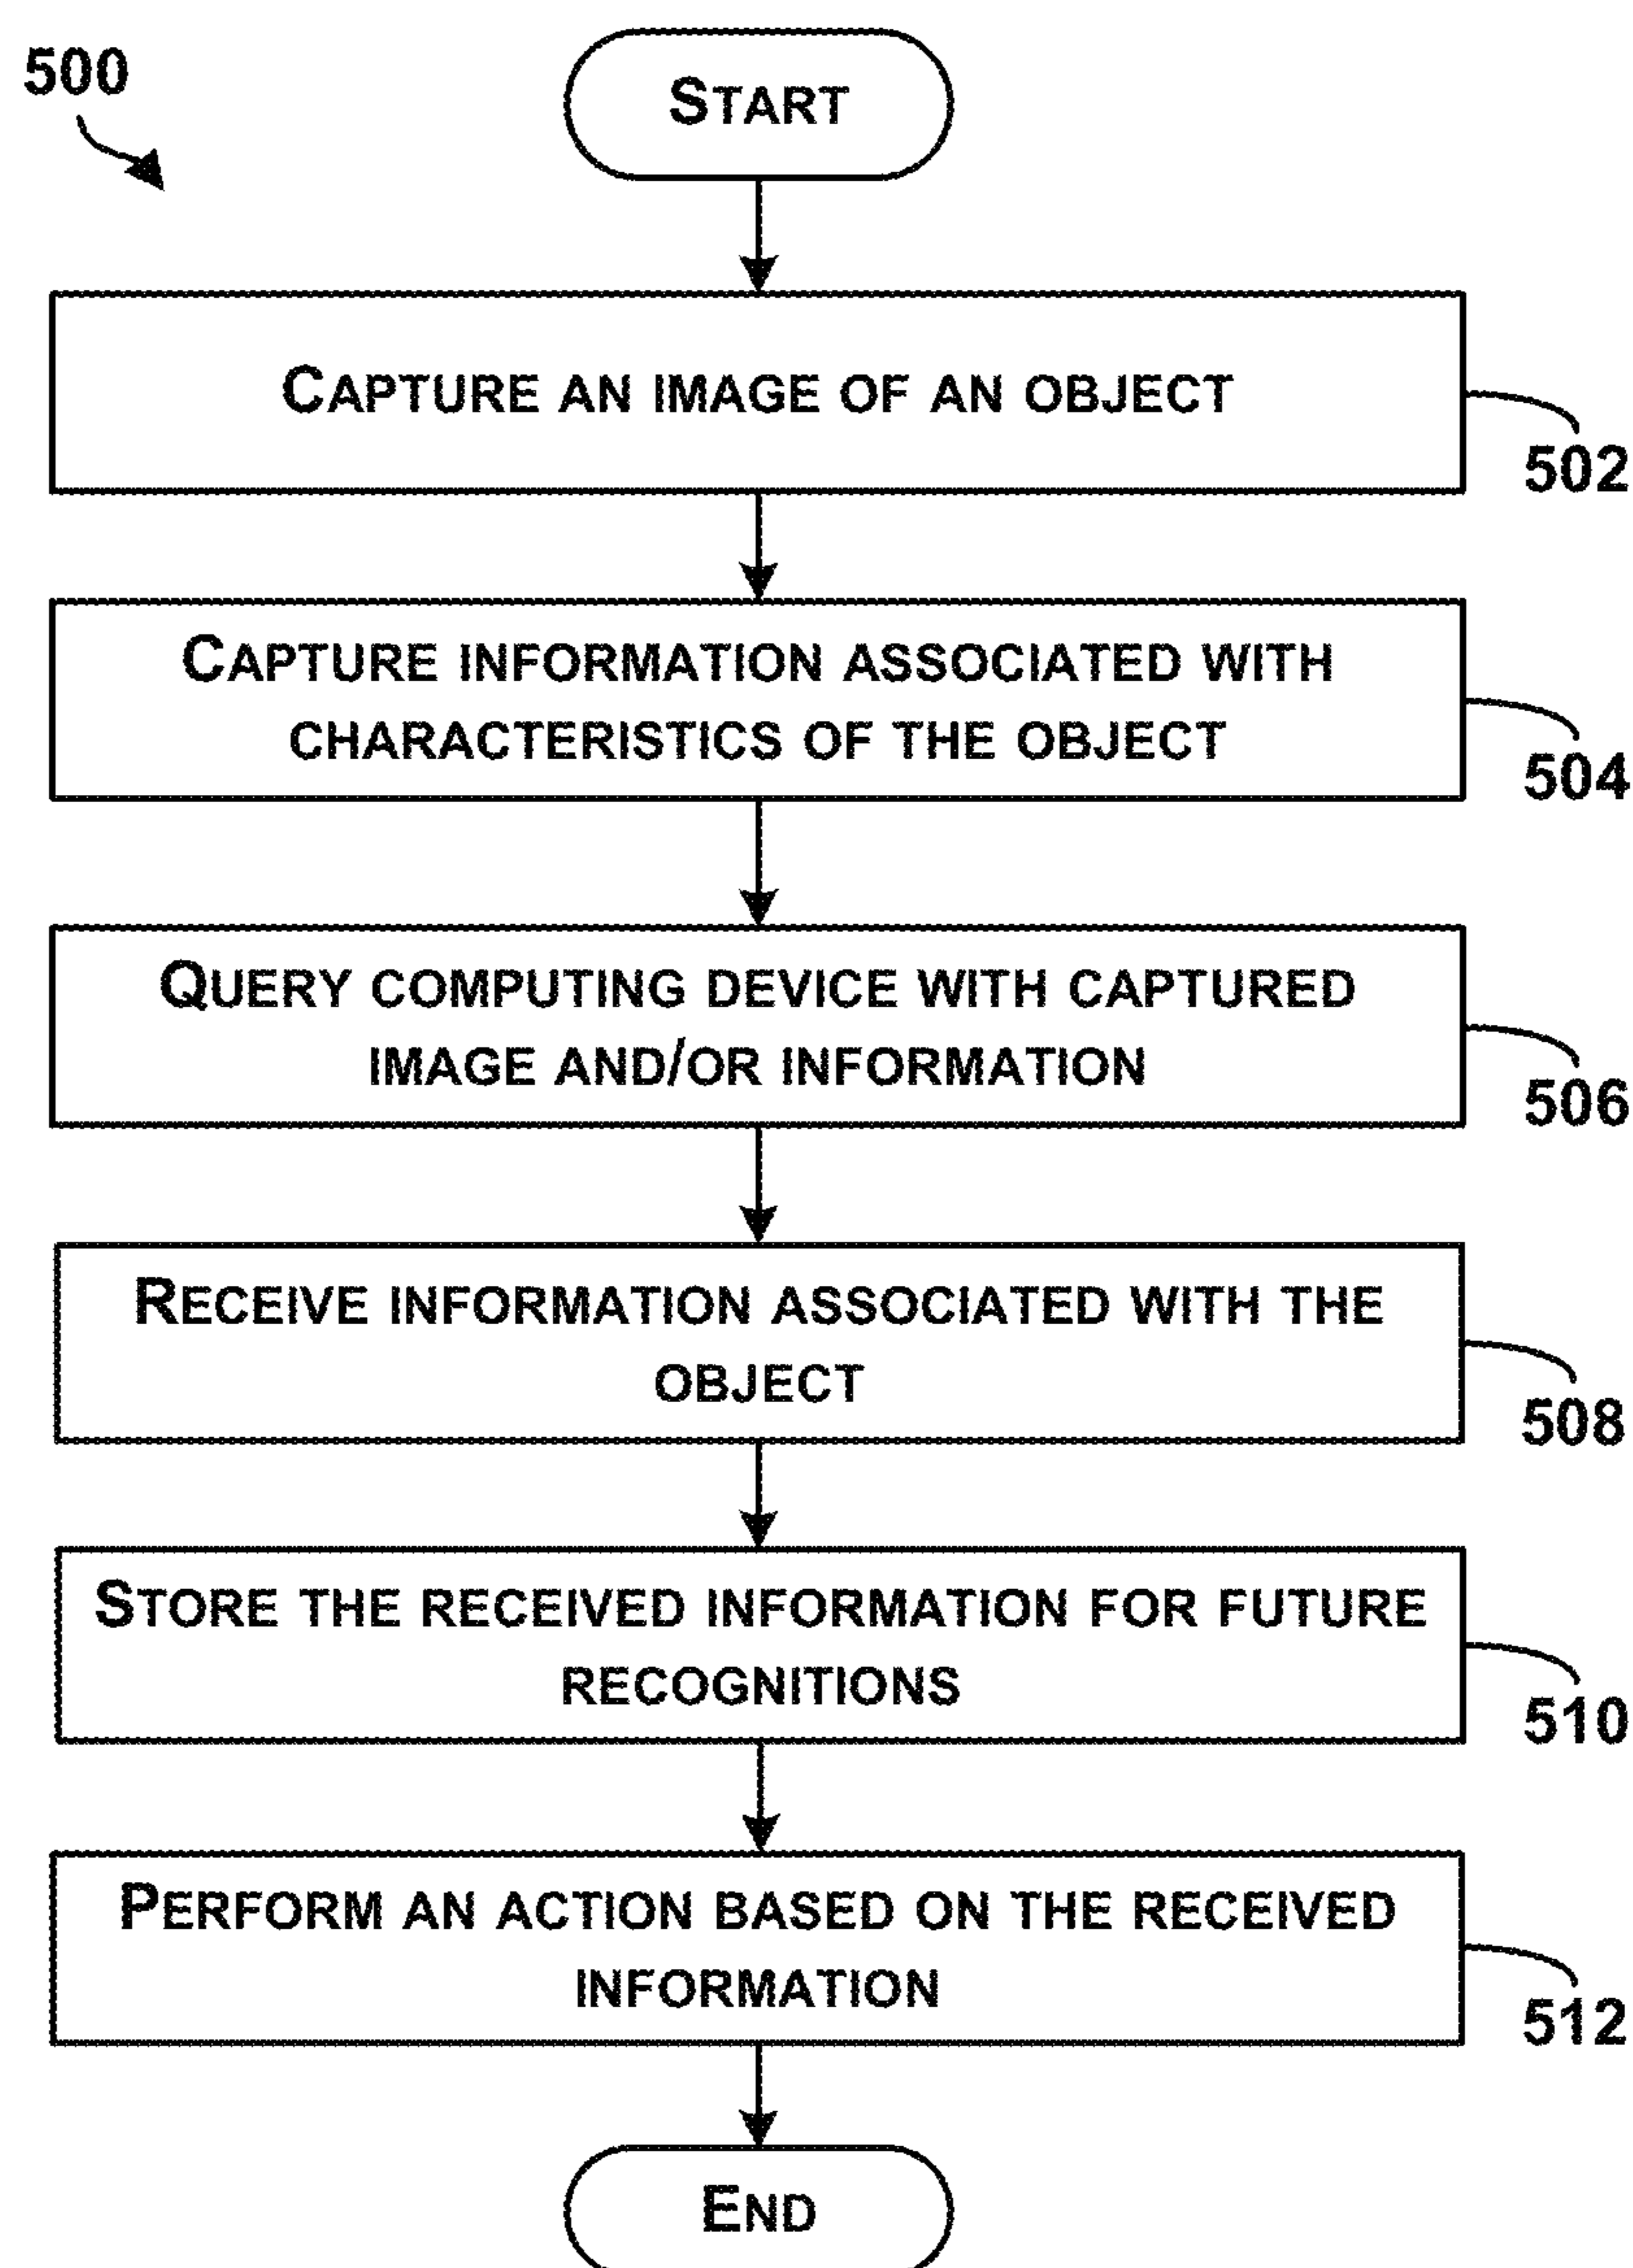 500
START
CAPTURE AN IMAGE OF AN OBJECT
502
CAPTURE INFORMATION ASSOCIATED WITH
CHARACTERISTICS OF THE OBJECT
504
QUERY COMPUTING DEVICE WITH CAPTURED
IMAGE AND/OR INFORMATION
506
RECEIVE INFORMATION ASSOCIATED WITH THE
OBJECT
508
STORE THE RECEIVED INFORMATION FOR FUTURE
RECOGNITIONS
510
PERFORM AN ACTION BASED ON THE RECEIVED
INFORMATION
512
END